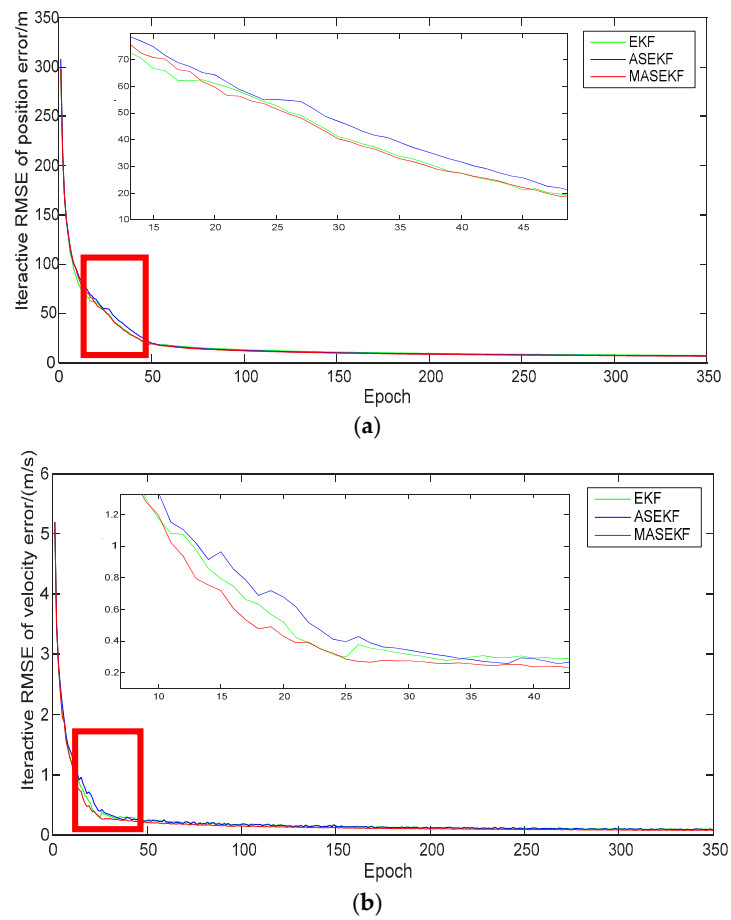 Iteractive RMSE of position error/m
350
300
250
200
150
100
50
0
0 50 100 150 200 250 300 350
Epoch
EKF
ASEKF
MASEKF
70
60
50
40
30
20
10
15 20 25 30 35 40 45
(a)
Iteractive RMSE of velocity error/(m/s)
6
5
4
3
2
1
0
0 50 100 150 200 250 300 350
Epoch
EKF
ASEKF
MASEKF
1.2
1
0.8
0.6
0.4
0.2
10 15 20 25 30 35 40
(b)